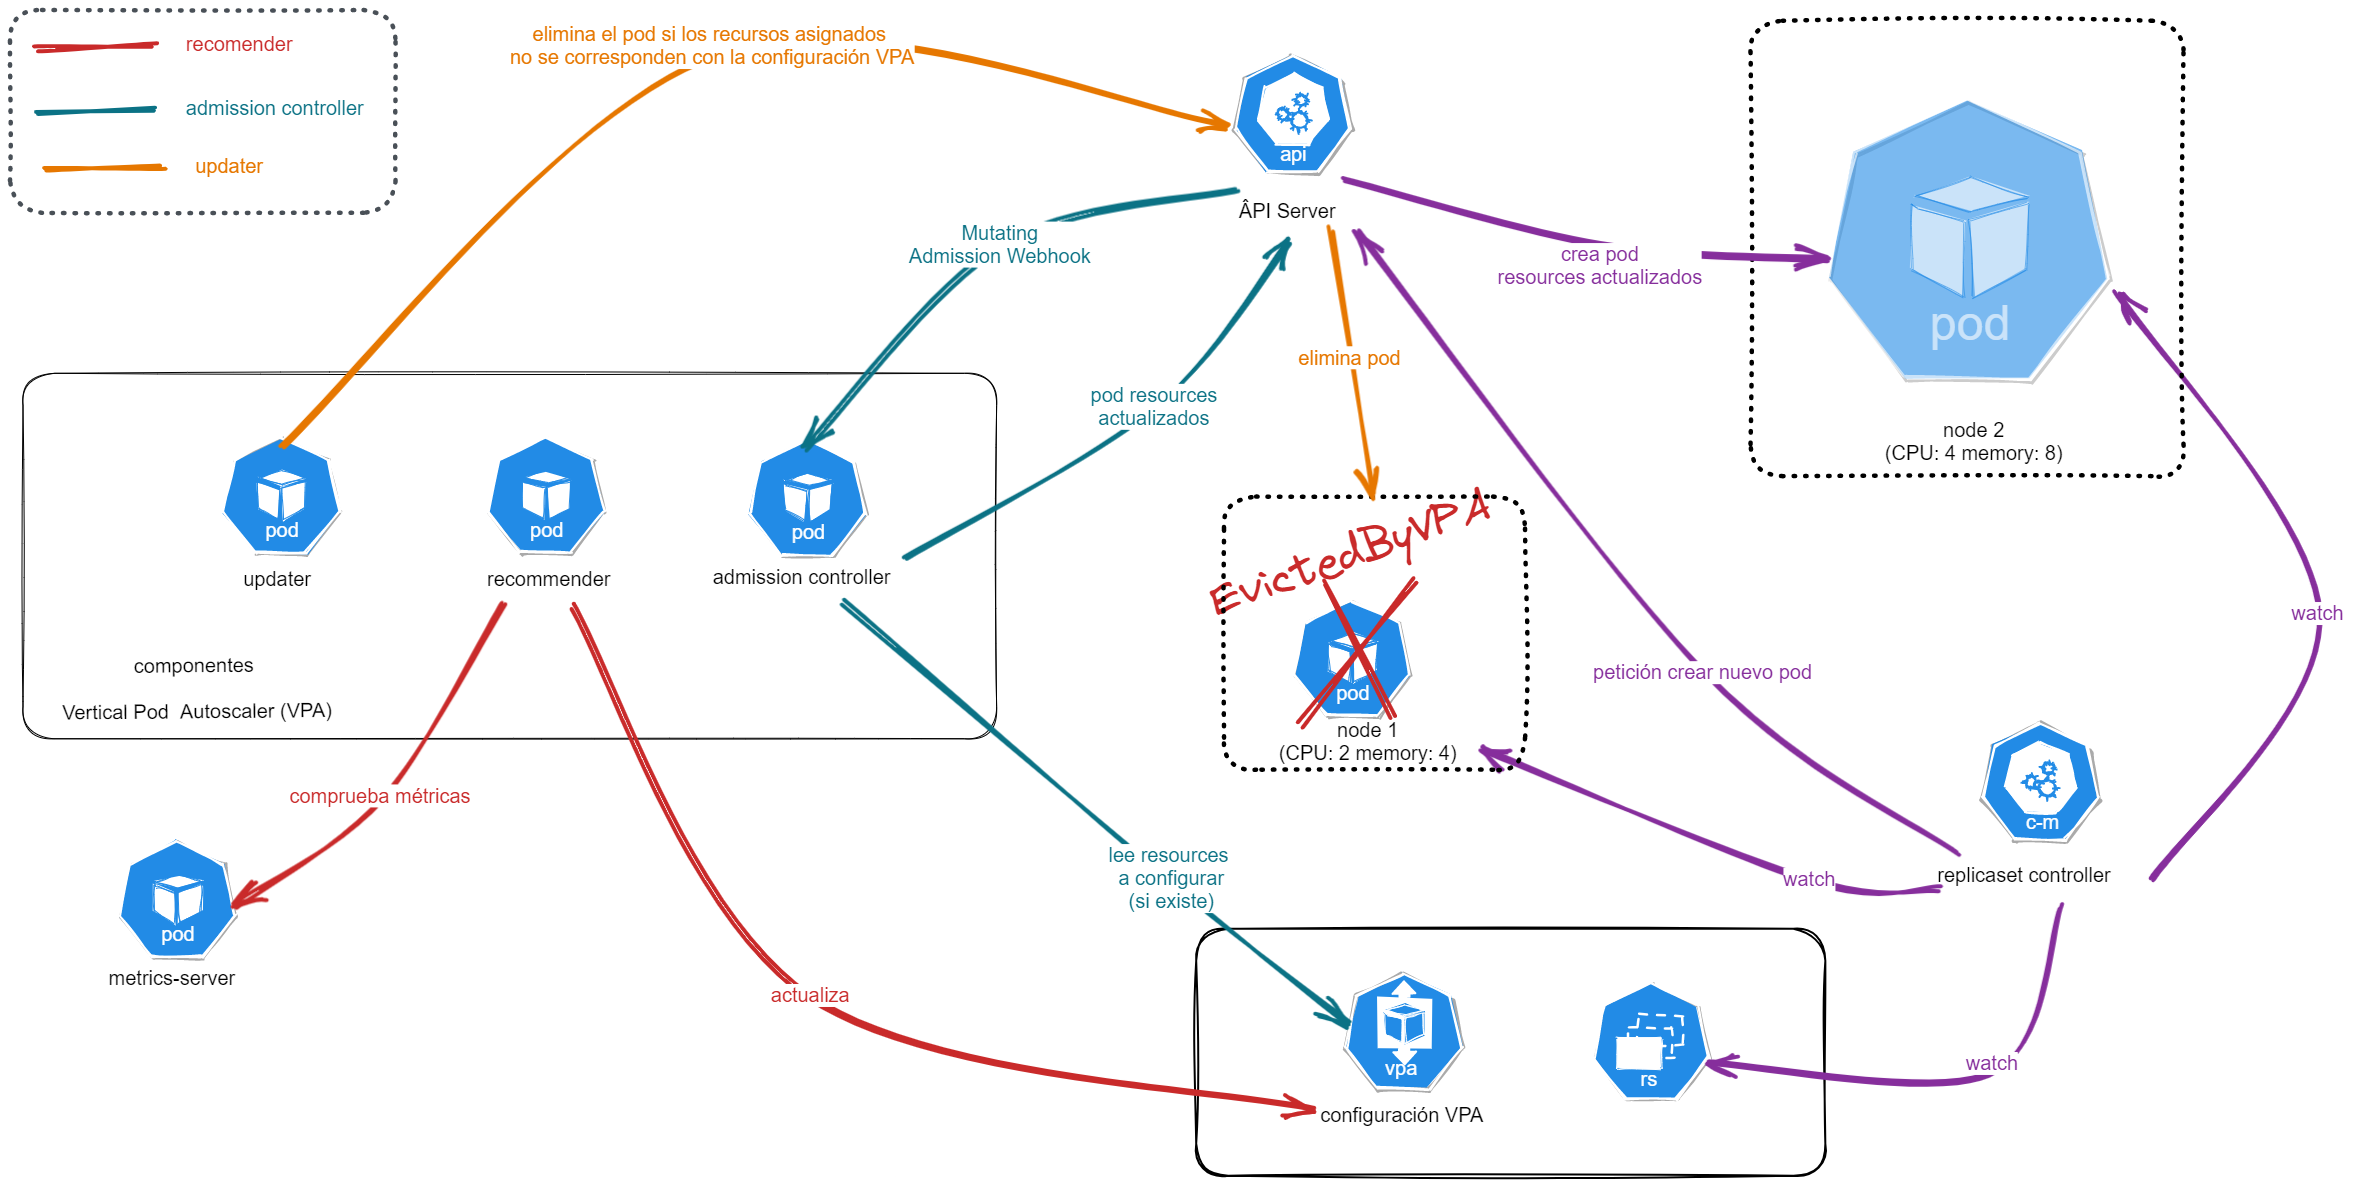 recomender
admission controller
updater
elimina el pod si los recursos asignados
no se corresponden con la configuración VPA
api
ÂPI Server
Mutating
Admission Webhook
crea pod
resources actualizados
pod
node 2
(CPU: 4 memory: 8)
elimina pod
pod resources
actualizados
pod
updater
pod
recommender
pod
admission controller
componentes
Vertical Pod Autoscaler (VPA)
EvictedByVPA
pod
node 1
(CPU: 2 memory: 4)
watch
petición crear nuevo pod
c-m
replicaset controller
watch
comprueba métricas
pod
metrics-server
lee resources
a configurar
(si existe)
actualiza
vpa
configuración VPA
rs
watch